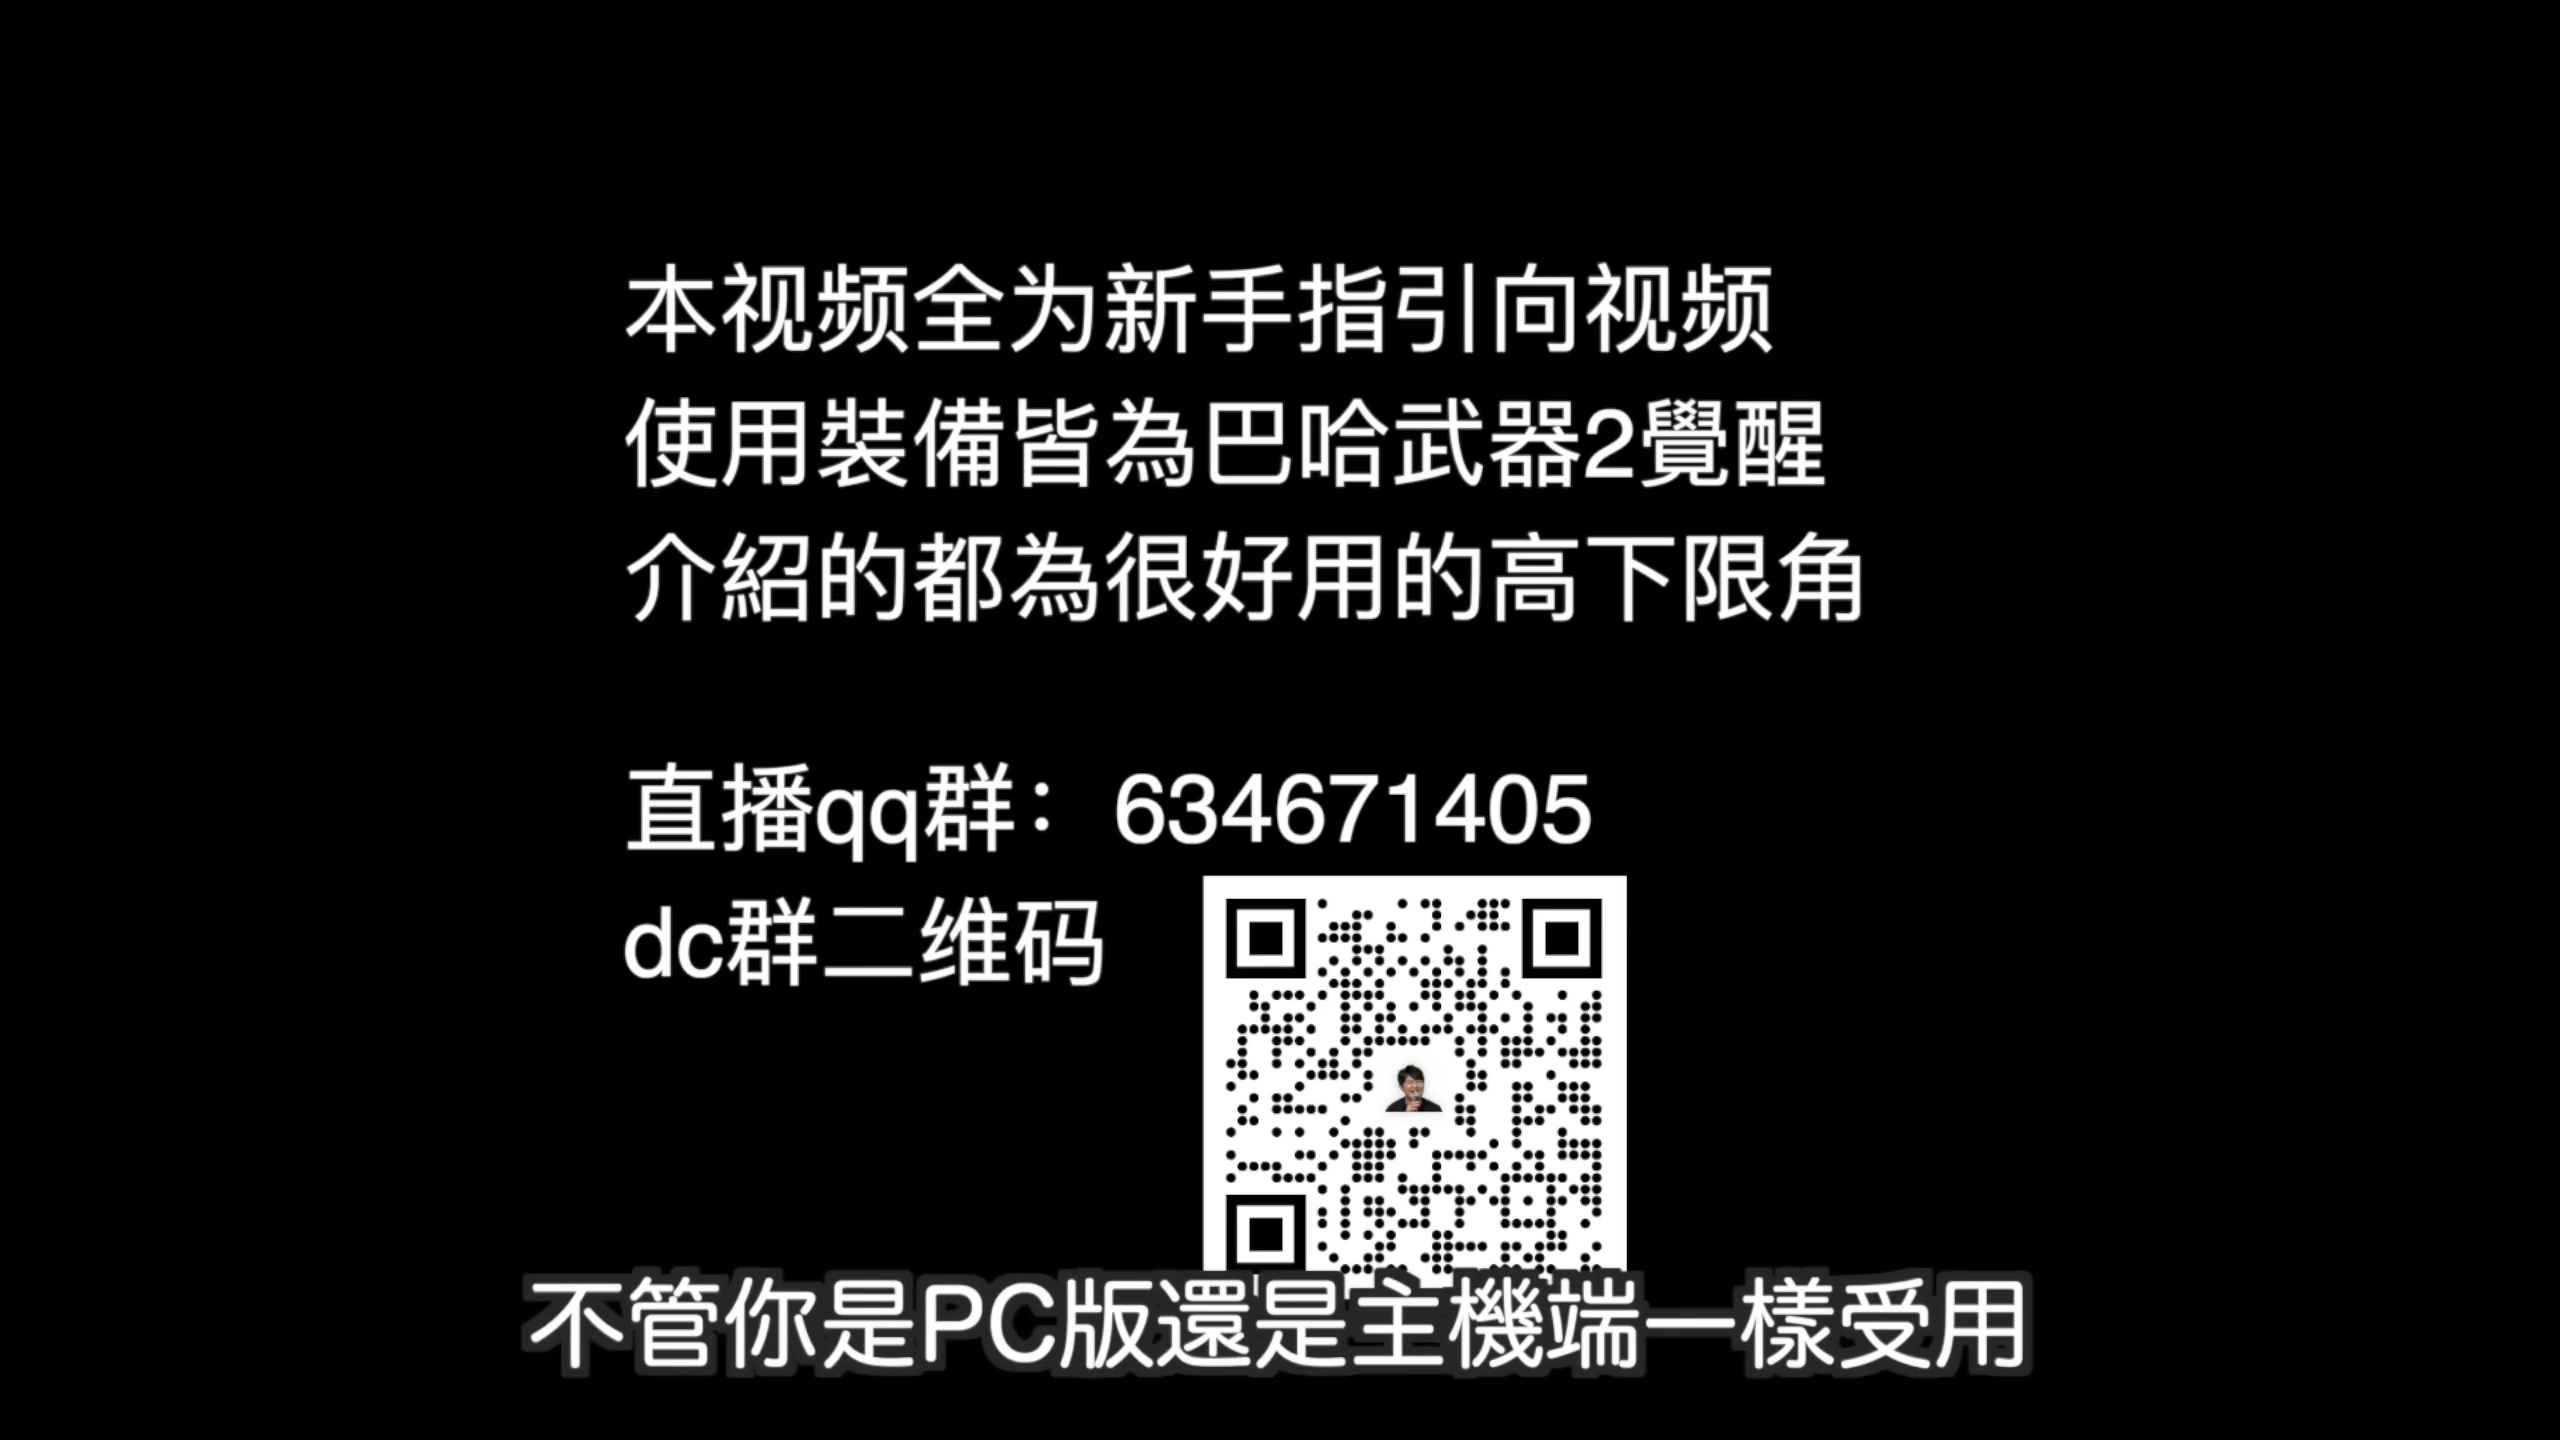 本视频全为新手指引向视频
使用裝備皆為巴哈武器2覺醒
介紹的都為很好用的高下限角
直播qq群：634671405
dc群二维码
不管你是PC版還是主機端一樣受用